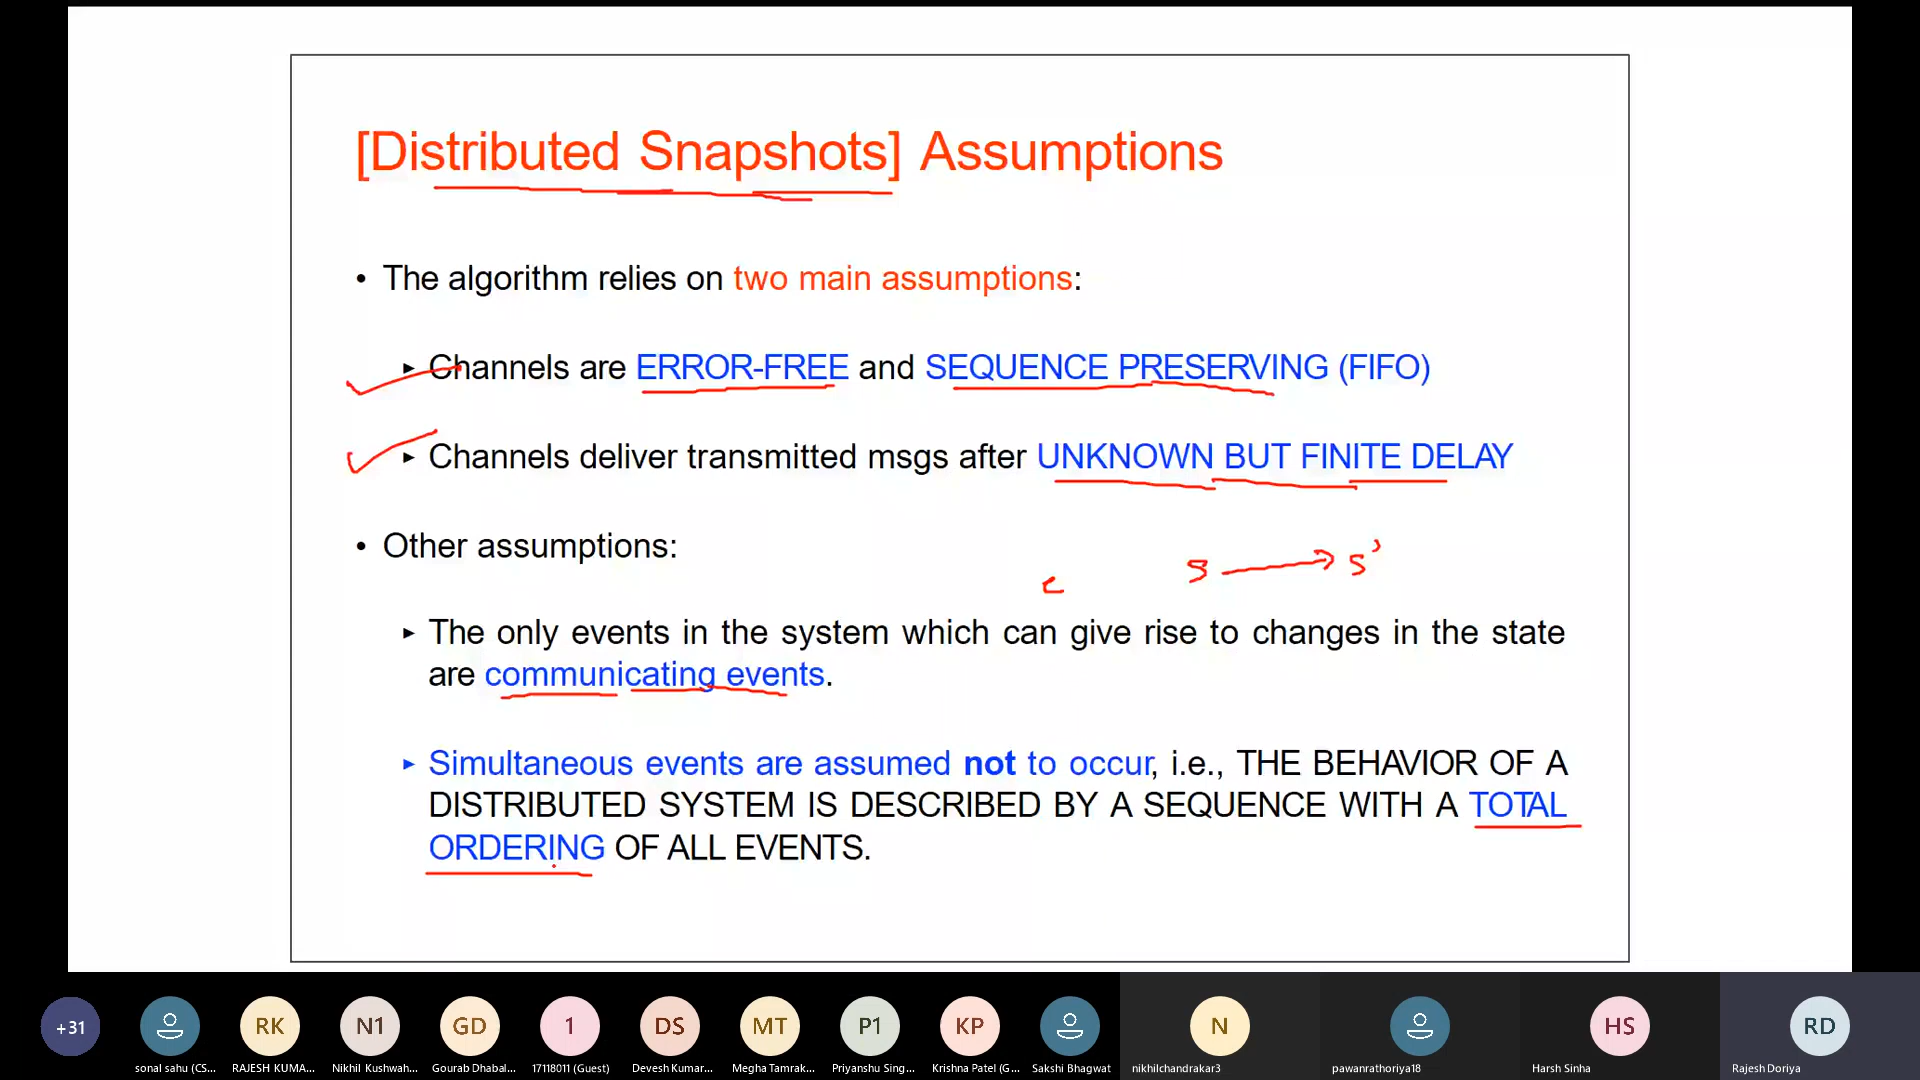 [Distributed Snapshots] Assumptions
• The algorithm relies on two main assumptions:
▸ Channels are ERROR-FREE and SEQUENCE PRESERVING (FIFO)
▸ Channels deliver transmitted msgs after UNKNOWN BUT FINITE DELAY
• Other assumptions:
e s → s'
▸ The only events in the system which can give rise to changes in the state
are communicating events.
▸ Simultaneous events are assumed not to occur, i.e., THE BEHAVIOR OF A
DISTRIBUTED SYSTEM IS DESCRIBED BY A SEQUENCE WITH A TOTAL
ORDERING OF ALL EVENTS.
+31 RK N1 GD 1 DS MT P1 KP N HS RD
sonal sahu (CS... RAJESH KUMA... Nikhil Kushwah... Gourab Dhabal... 17118011 (Guest) Devesh Kumar... Megha Tamrak... Priyanshu Sing... Krishna Patel (G... Sakshi Bhagwat nikhilchandrakar3 pawanrathoriya18 Harsh Sinha Rajesh Doriya